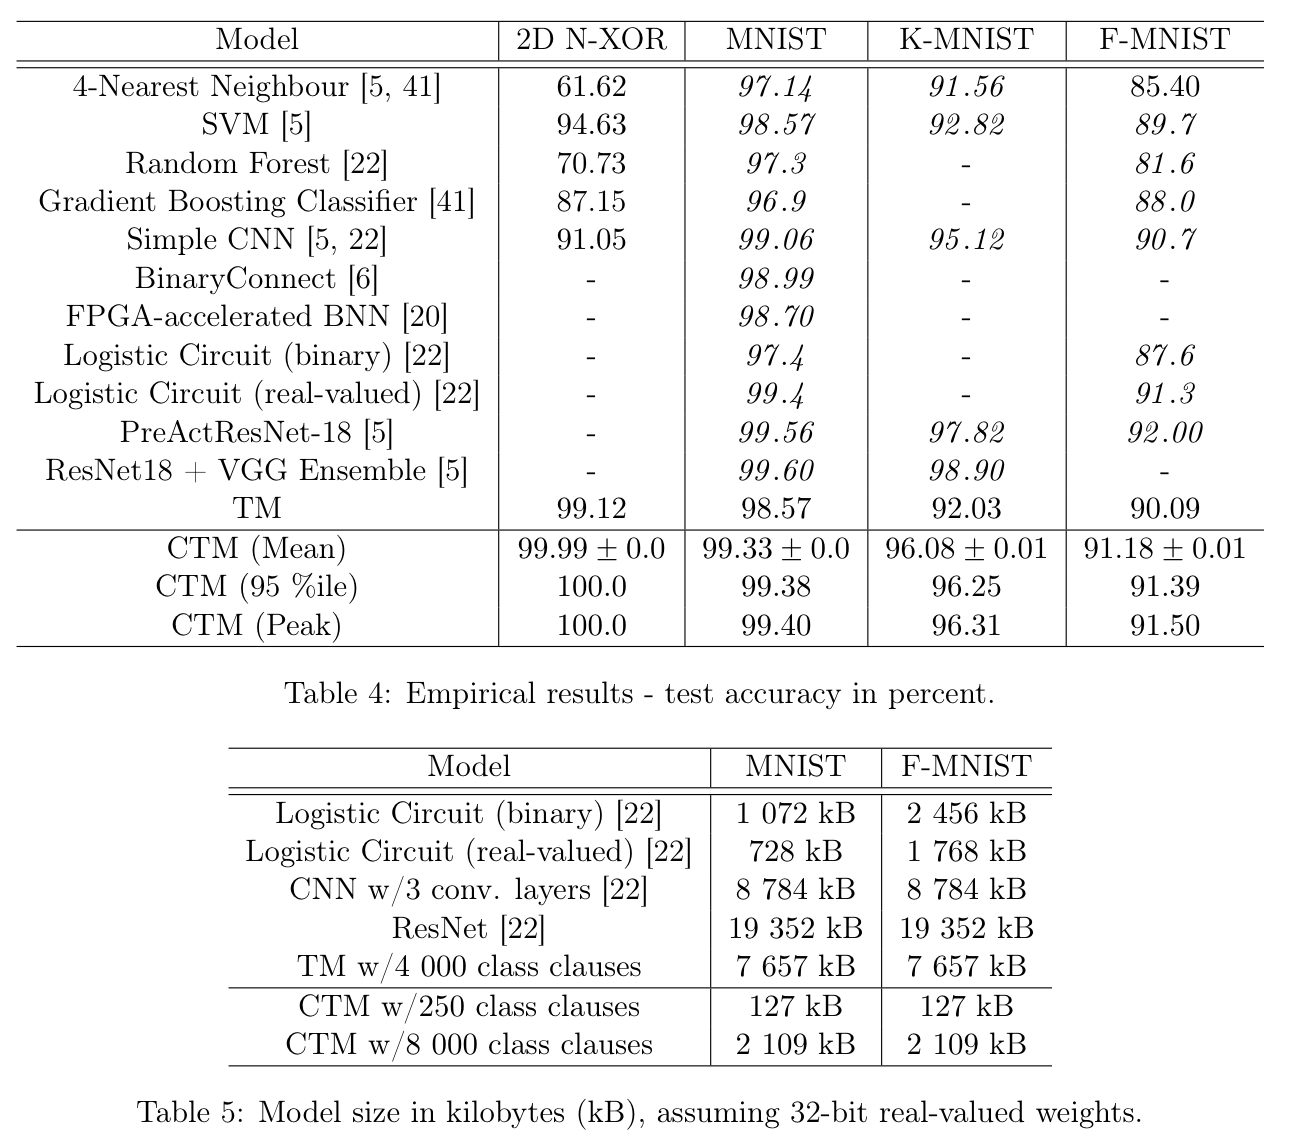 Model 2D N-XOR MNIST K-MNIST F-MNIST
4-Nearest Neighbour [5, 41] 61.62 97.14 91.56 85.40
SVM [5] 94.63 98.57 92.82 89.7
Random Forest [22] 70.73 97.3 - 81.6
Gradient Boosting Classifier [41] 87.15 96.9 - 88.0
Simple CNN [5, 22] 91.05 99.06 95.12 90.7
BinaryConnect [6] - 98.99 - -
FPGA-accelerated BNN [20] - 98.70 - -
Logistic Circuit (binary) [22] - 97.4 - 87.6
Logistic Circuit (real-valued) [22] - 99.4 - 91.3
PreActResNet-18 [5] - 99.56 97.82 92.00
ResNet18 + VGG Ensemble [5] - 99.60 98.90 -
TM 99.12 98.57 92.03 90.09
CTM (Mean) 99.99 ± 0.0 99.33 ± 0.0 96.08 ± 0.01 91.18 ± 0.01
CTM (95 %ile) 100.0 99.38 96.25 91.39
CTM (Peak) 100.0 99.40 96.31 91.50
Table 4: Empirical results - test accuracy in percent.
Model MNIST F-MNIST
Logistic Circuit (binary) [22] 1 072 kB 2 456 kB
Logistic Circuit (real-valued) [22] 728 kB 1 768 kB
CNN w/3 conv. layers [22] 8 784 kB 8 784 kB
ResNet [22] 19 352 kB 19 352 kB
TM w/4 000 class clauses 7 657 kB 7 657 kB
CTM w/250 class clauses 127 kB 127 kB
CTM w/8 000 class clauses 2 109 kB 2 109 kB
Table 5: Model size in kilobytes (kB), assuming 32-bit real-valued weights.